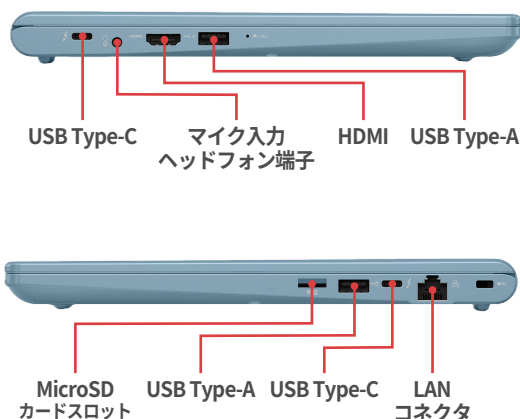 USB Type-C
マイク入力
ヘッドフォン端子
HDMI
USB Type-A
MicroSD
カードスロット
USB Type-A
USB Type-C
LAN
コネクタ